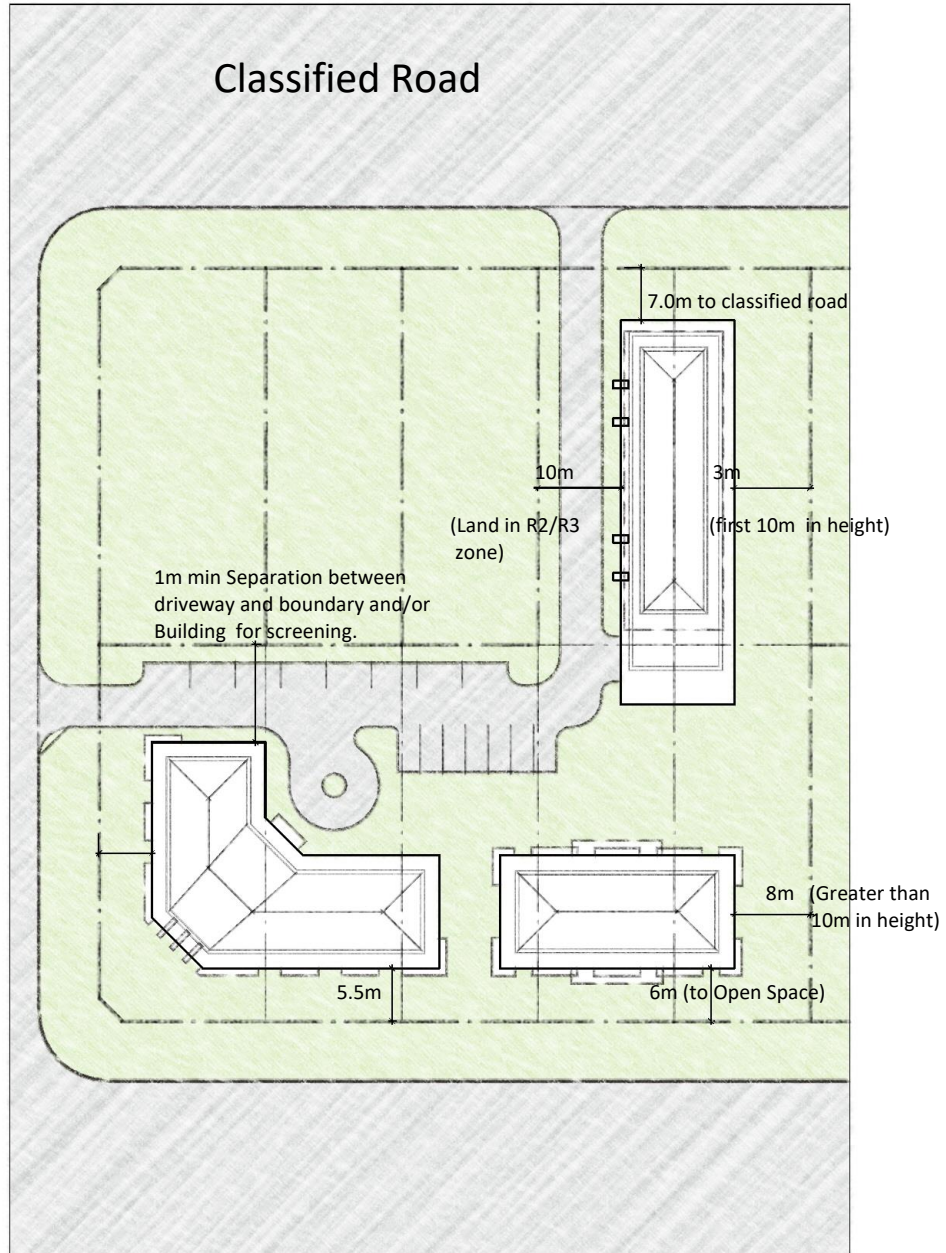 Classified Road
7.0m to classified road
10m
3m
(Land in R2/R3
zone)
(first 10m in height)
1m min Separation between
driveway and boundary and/or
Building for screening.
8m (Greater than
10m in height)
5.5m
6m (to Open Space)